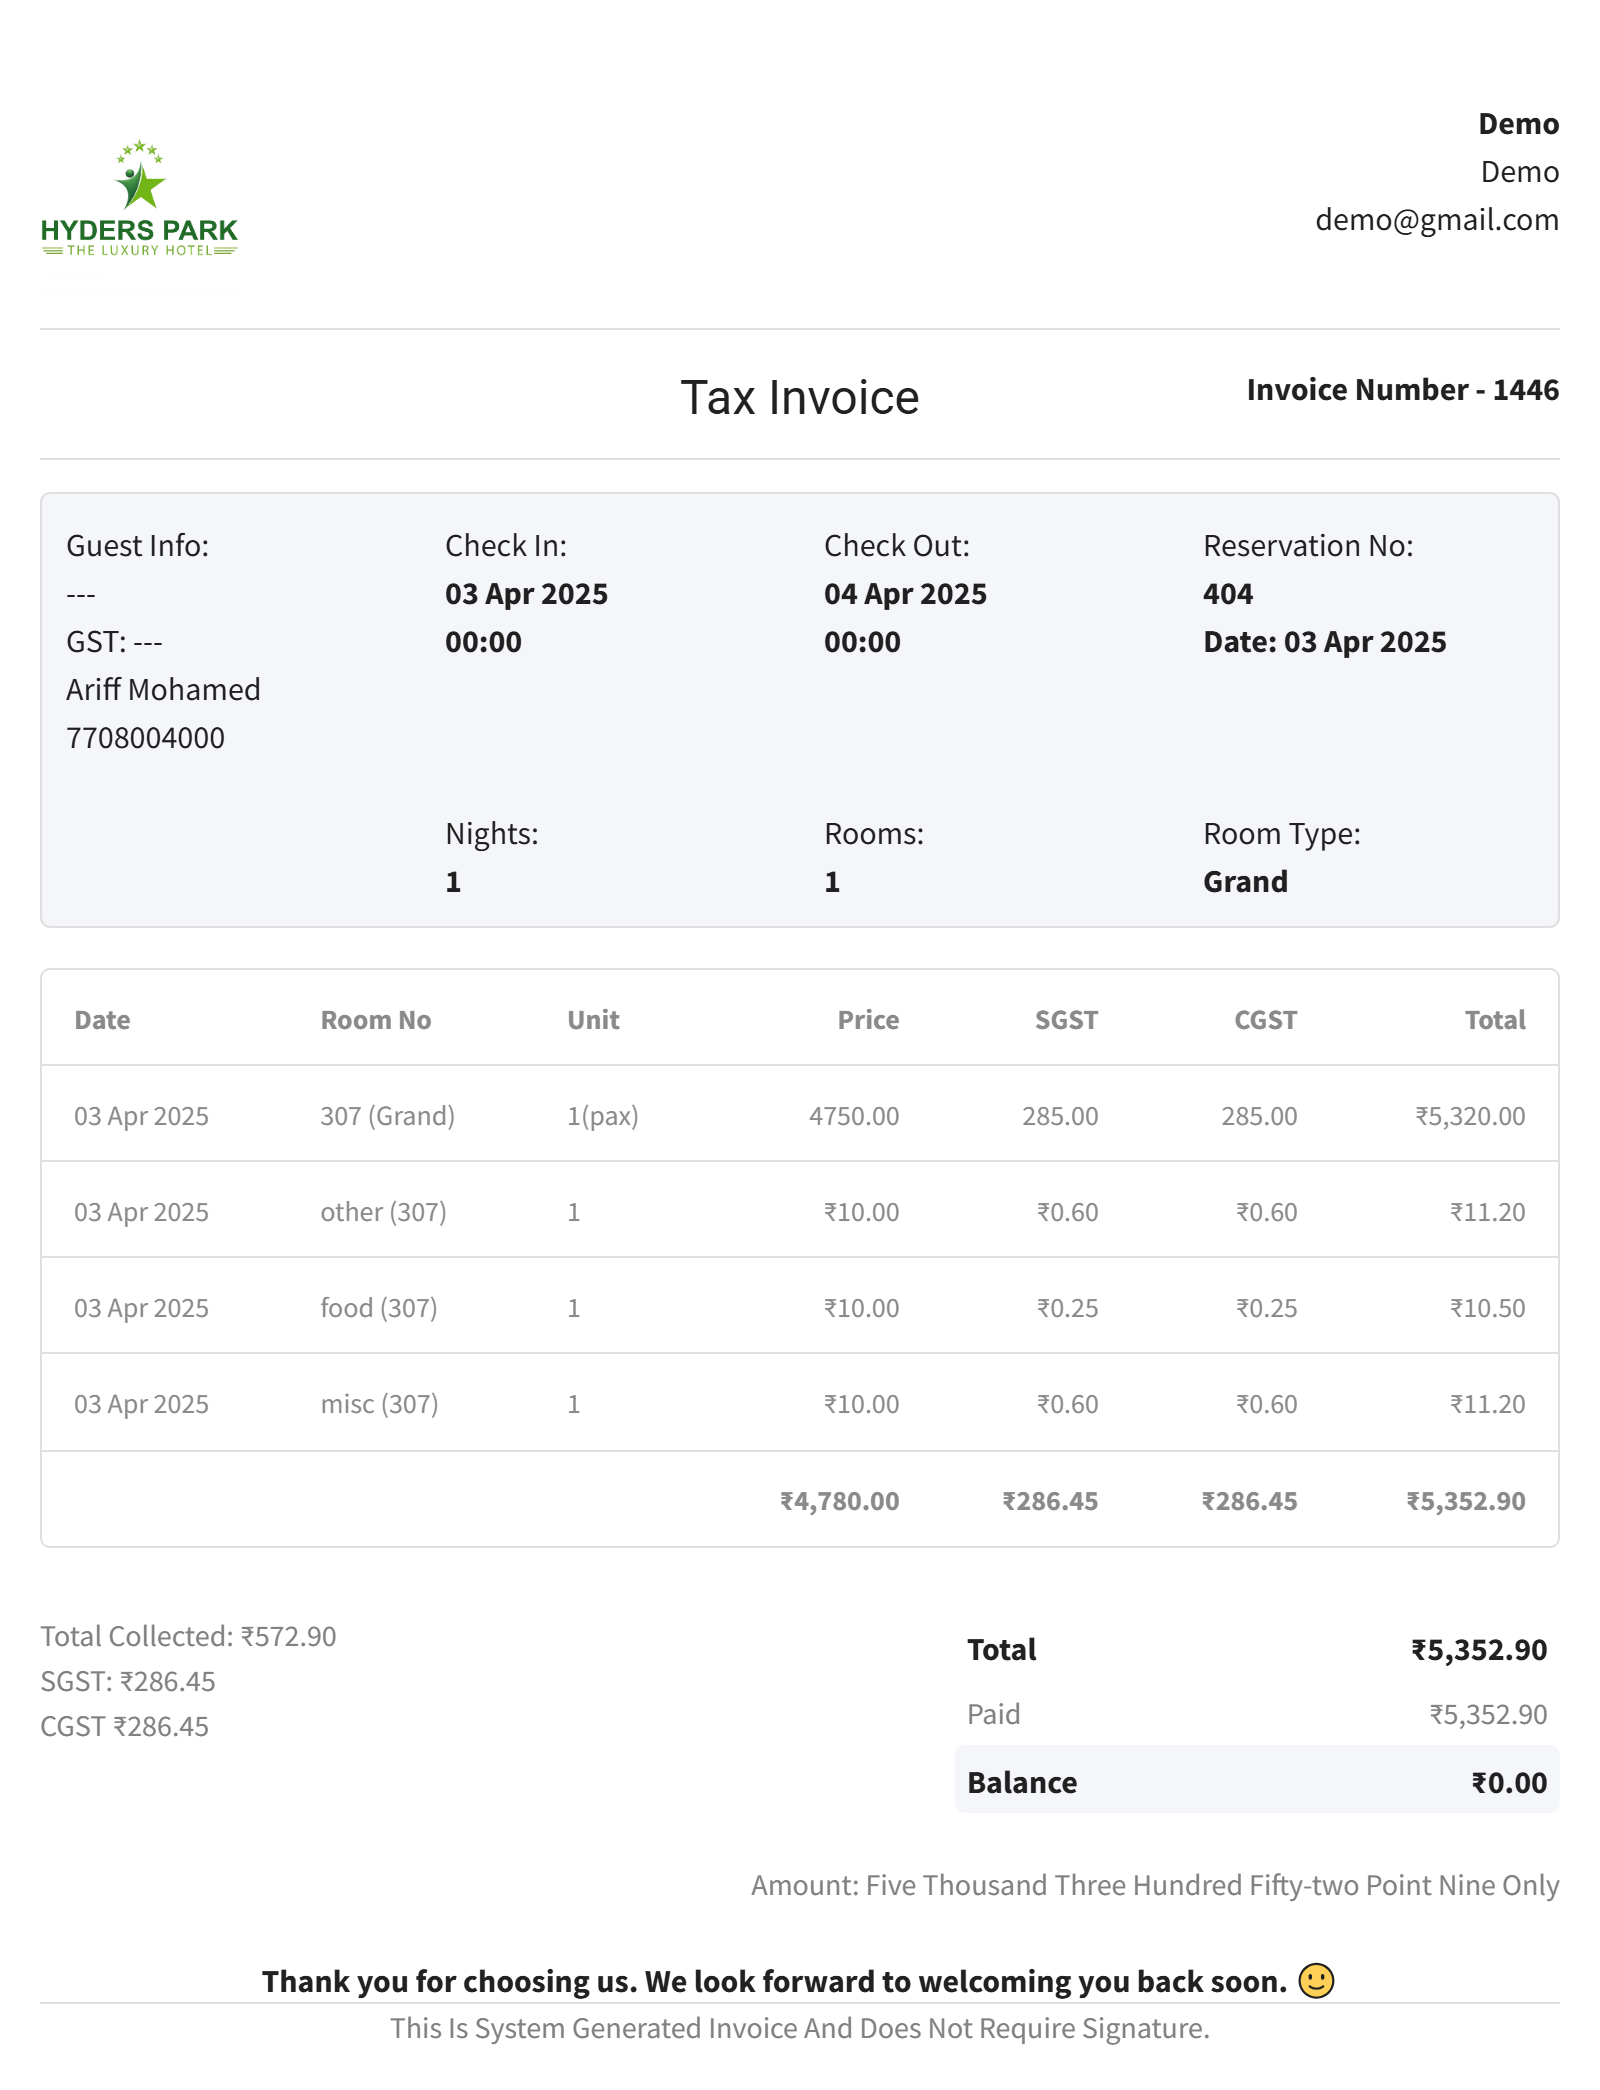 HYDERS PARK
THE LUXURY HOTEL
Demo
Demo
demo@gmail.com
Tax Invoice
Invoice Number - 1446
Guest Info:
---
GST: ---
Ariff Mohamed
7708004000
Check In:
03 Apr 2025
00:00
Check Out:
04 Apr 2025
00:00
Reservation No:
404
Date: 03 Apr 2025
Nights:
1
Rooms:
1
Room Type:
Grand
Date Room No Unit Price SGST CGST Total
03 Apr 2025 307 (Grand) 1(pax) 4750.00 285.00 285.00 ₹5,320.00
03 Apr 2025 other (307) 1 ₹10.00 ₹0.60 ₹0.60 ₹11.20
03 Apr 2025 food (307) 1 ₹10.00 ₹0.25 ₹0.25 ₹10.50
03 Apr 2025 misc (307) 1 ₹10.00 ₹0.60 ₹0.60 ₹11.20
₹4,780.00 ₹286.45 ₹286.45 ₹5,352.90
Total Collected: ₹572.90
SGST: ₹286.45
CGST ₹286.45
Total ₹5,352.90
Paid ₹5,352.90
Balance ₹0.00
Amount: Five Thousand Three Hundred Fifty-two Point Nine Only
Thank you for choosing us. We look forward to welcoming you back soon. 🙂
This Is System Generated Invoice And Does Not Require Signature.